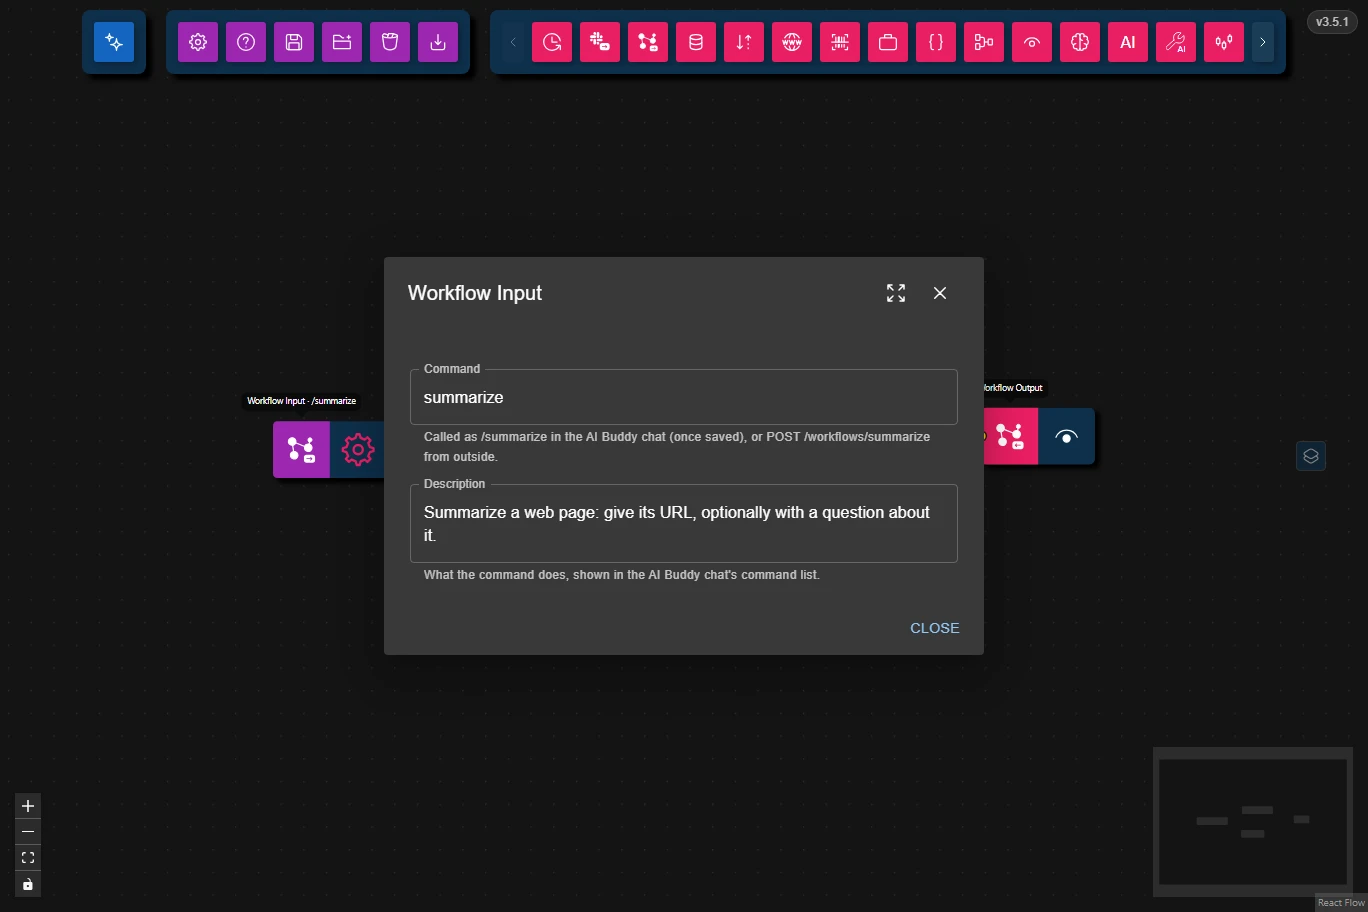 v3.5.1
WWW
{ }
AI
AI
Workflow Input
Command
summarize
Called as /summarize in the AI Buddy chat (once saved), or POST /workflows/summarize
from outside.
Description
Summarize a web page: give its URL, optionally with a question about
it.
What the command does, shown in the AI Buddy chat's command list.
CLOSE
Workflow Input - /summarize
orkflow Output
React Flow